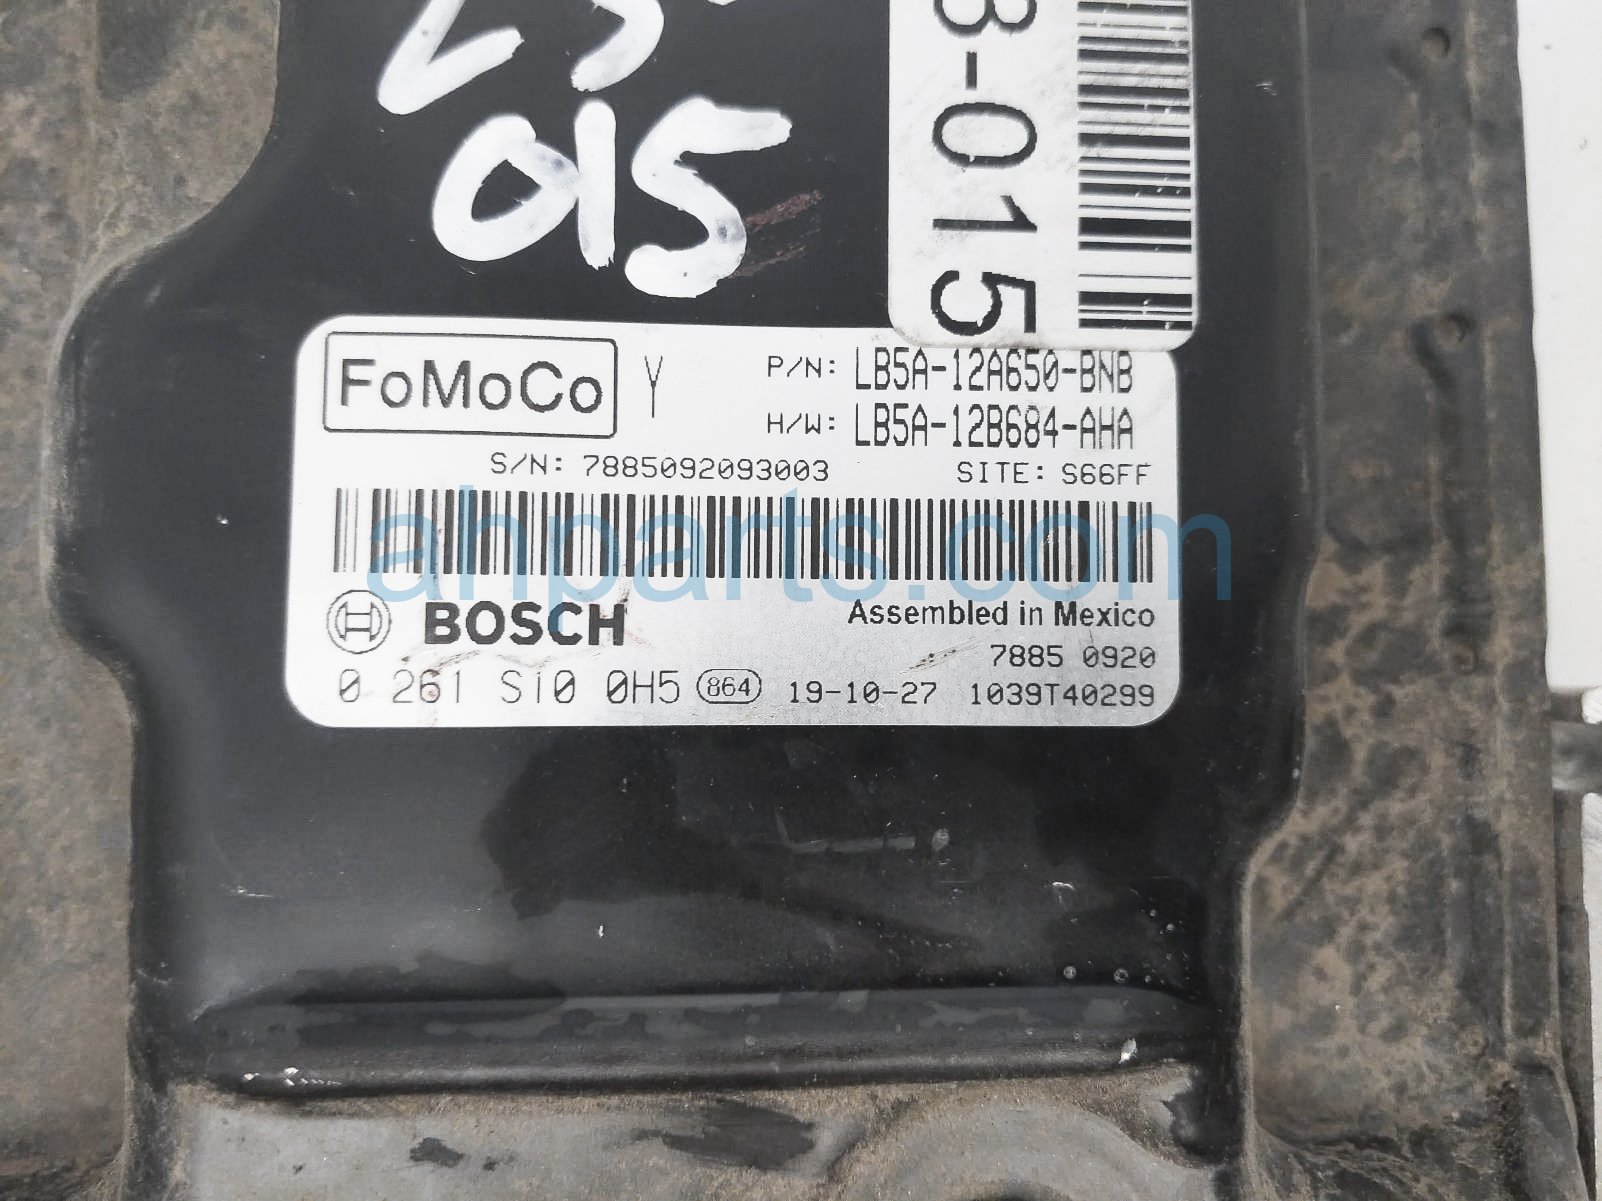 015
3-015
FoMoCo Y P/N: LB5A-12A650-BNB
H/W: LB5A-12B684-AHA
S/N: 7885092093003 SITE: S66FF
ahparts.com
BOSCH Assembled in Mexico
7885 0920
0 261 S10 0H5 864 19-10-27 1039T40299